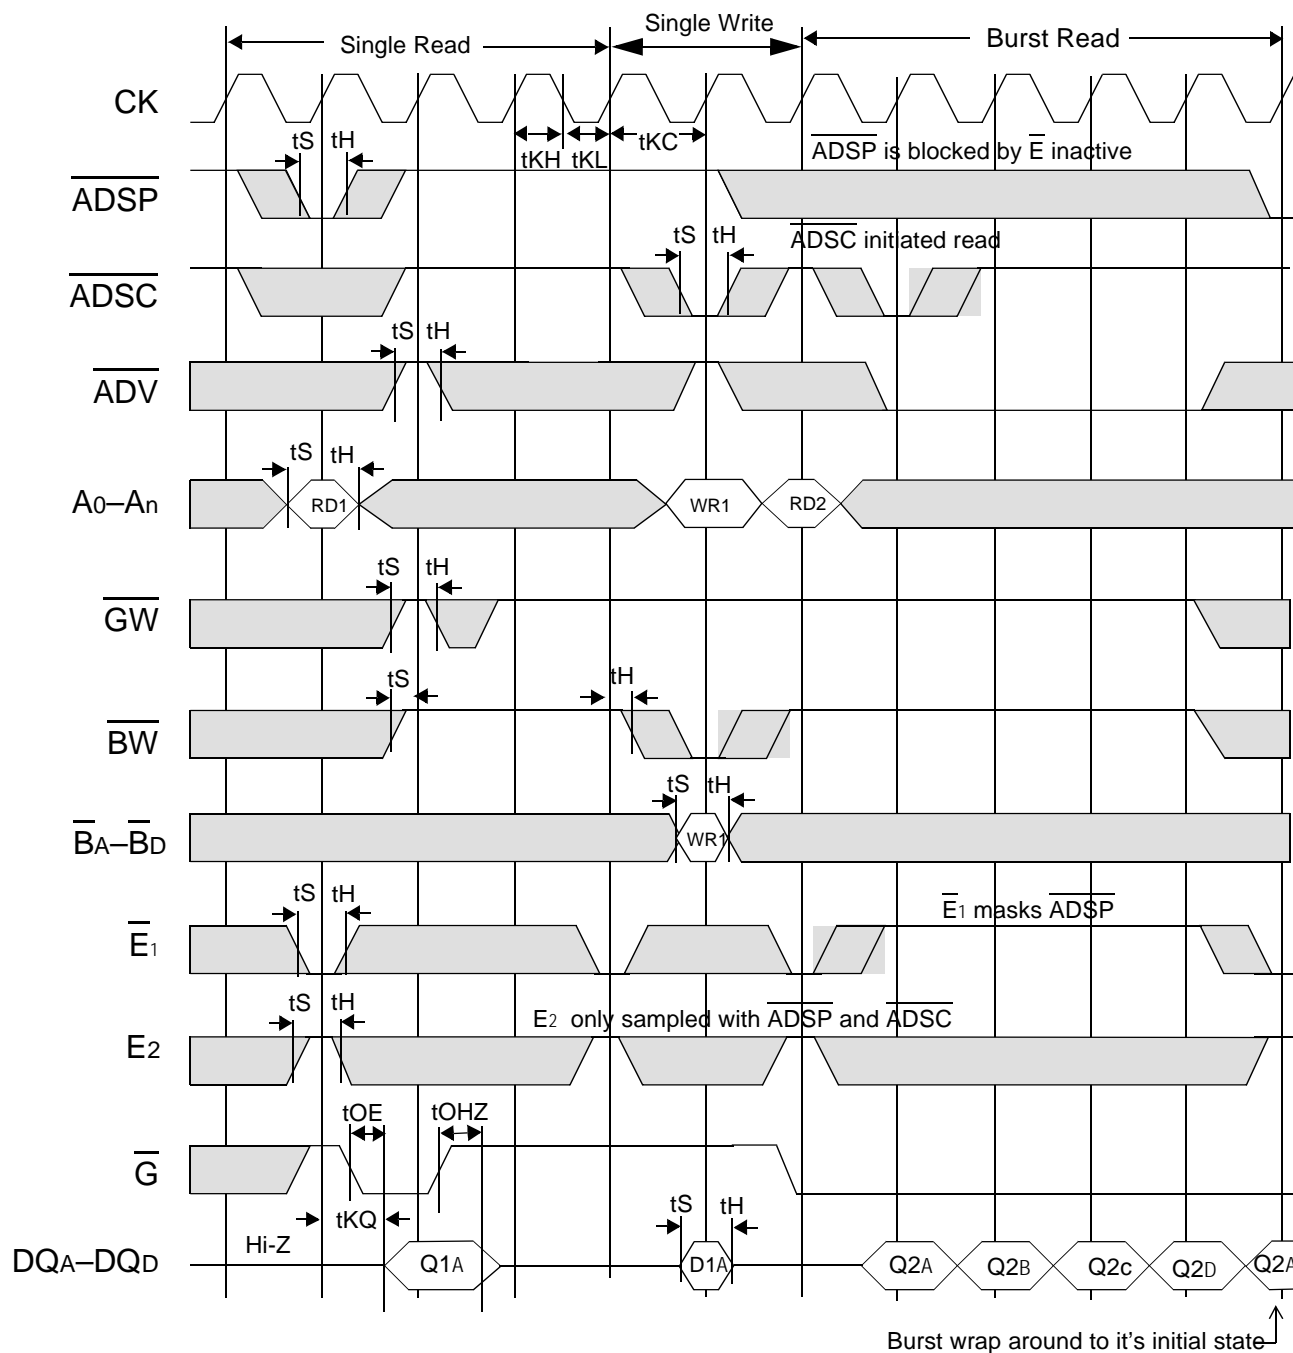 Single Read
Single Write
Burst Read
CK
tS tH
tKH tKL tKC
ADSP is blocked by E inactive
ADSP
tS tH
ADSC initiated read
ADSC
tS tH
ADV
tS tH
A0–An
RD1 WR1 RD2
tS tH
GW
tS tH
BW
tS tH
BA–BD
WR1
tS tH
E1 masks ADSP
E1
tS tH
E2 only sampled with ADSP and ADSC
E2
tOE tOHZ
G
tKQ
tS tH
Hi-Z
DQA–DQD
Q1A D1A Q2A Q2B Q2c Q2D Q2A
Burst wrap around to it's initial state